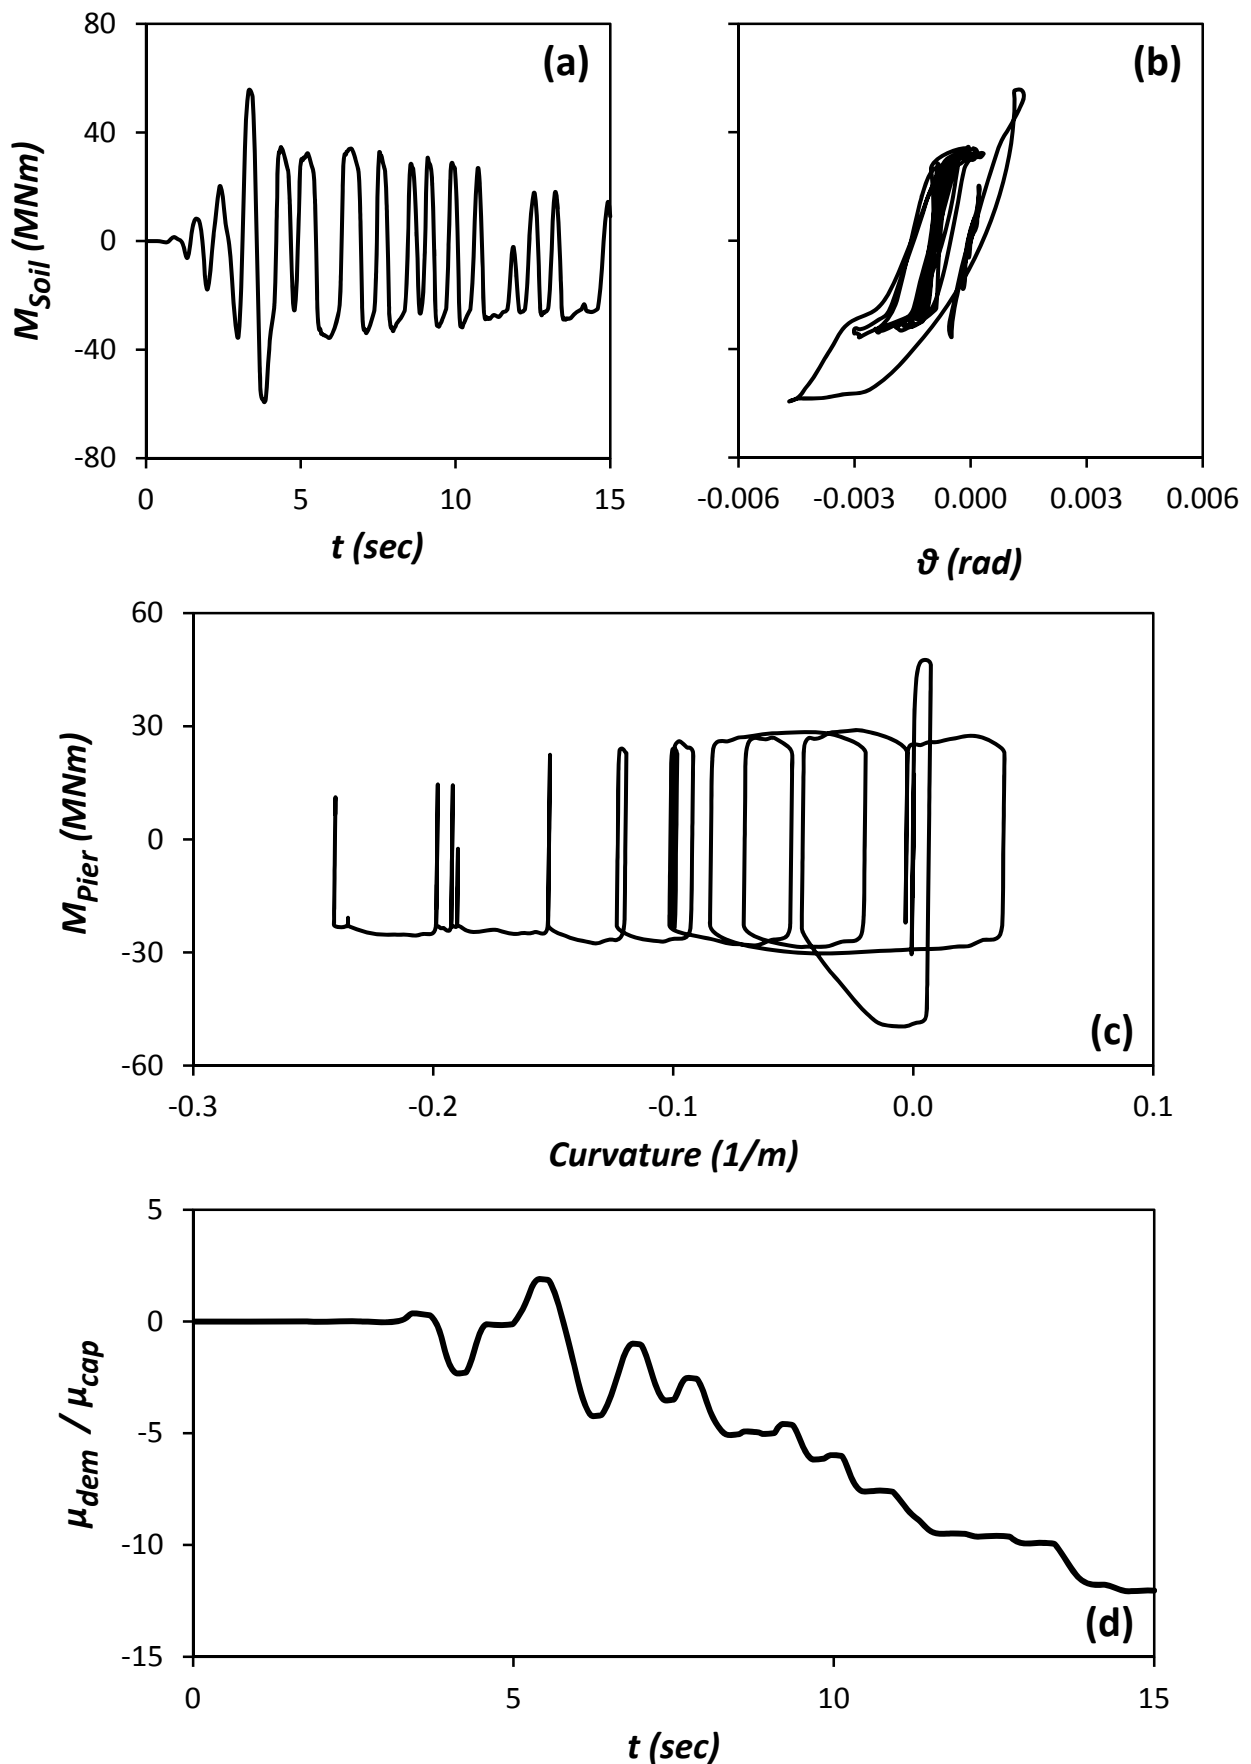 80
40
0
-40
-80
M_Soil (MNm)
(a)
0 5 10 15
t (sec)
(b)
-0.006 -0.003 0.000 0.003 0.006
ϑ (rad)
60
30
0
-30
-60
M_Pier (MNm)
(c)
-0.3 -0.2 -0.1 0.0 0.1
Curvature (1/m)
5
0
-5
-10
-15
μ_dem / μ_cap
(d)
0 5 10 15
t (sec)